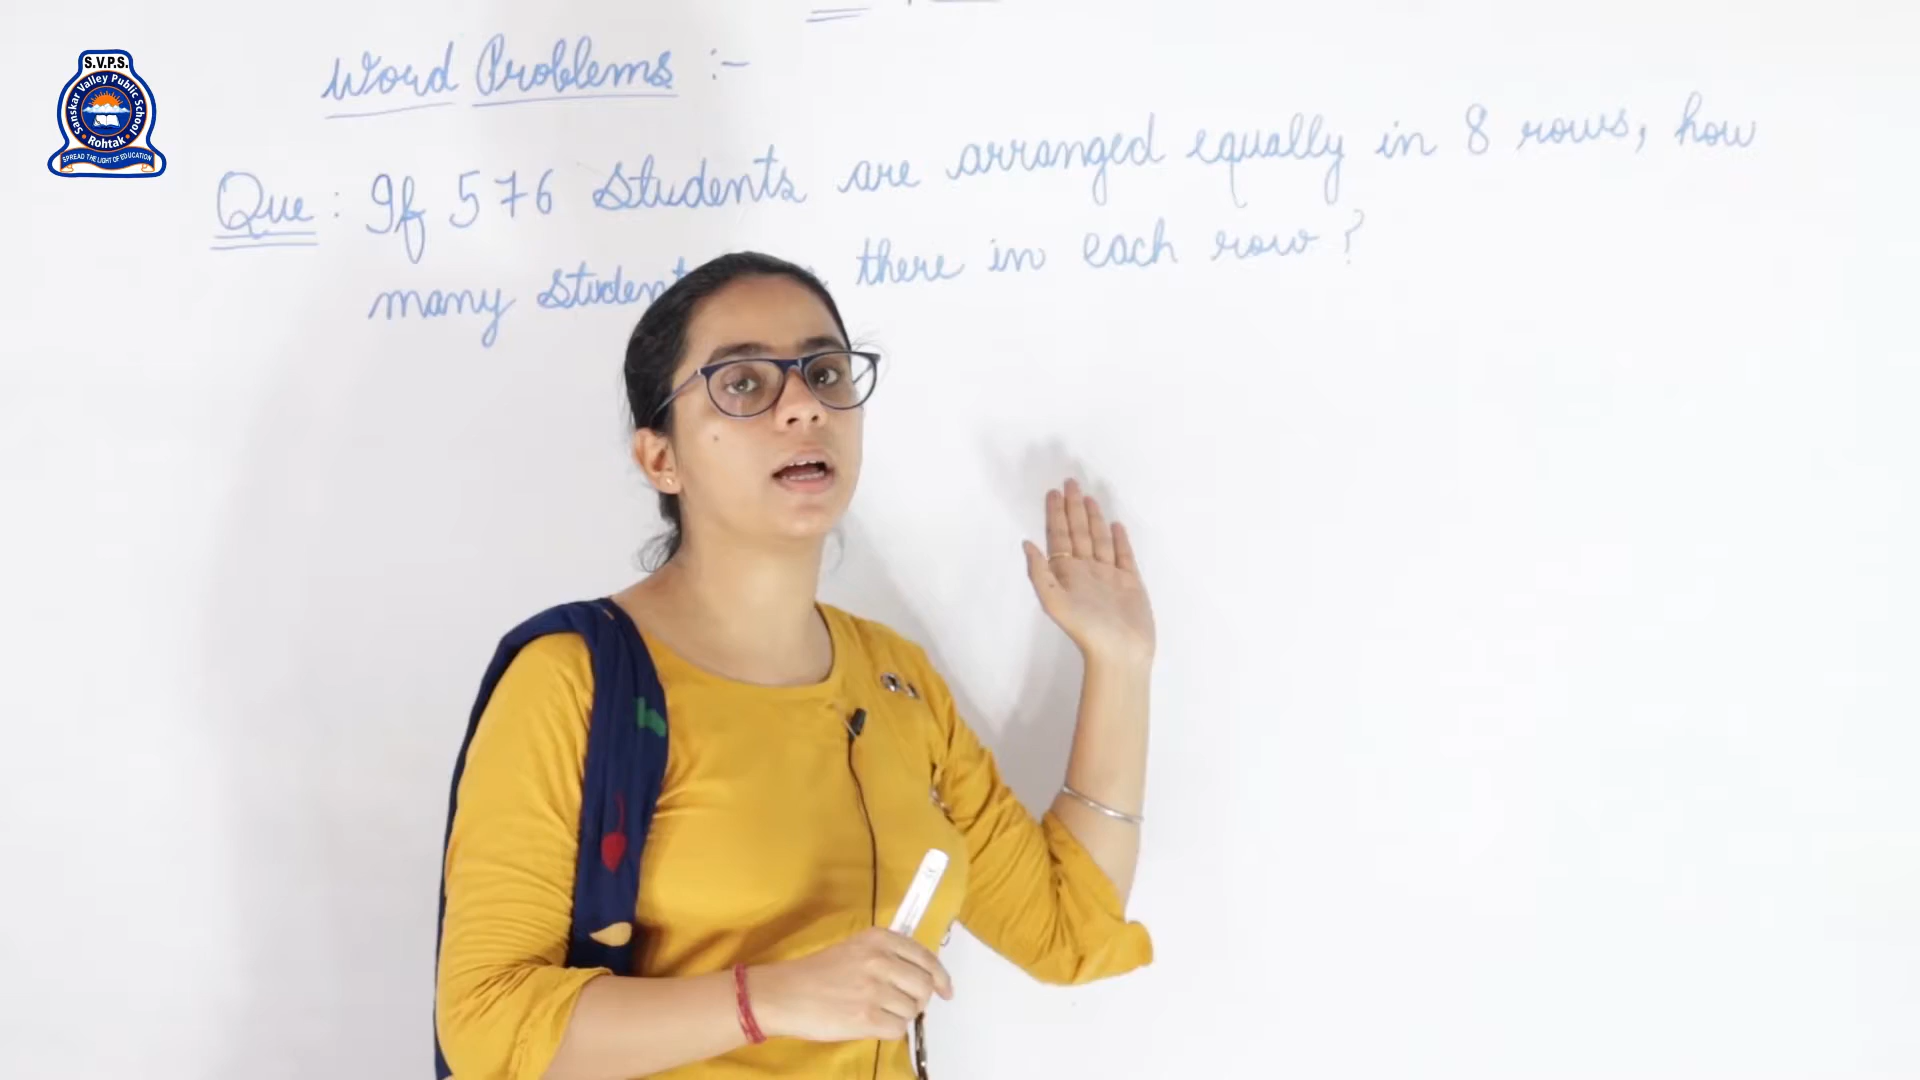 S.V.P.S.
Sanskar Valley Public School
Rohtak
SPREAD THE LIGHT OF EDUCATION
Word Problems :-
Que : If 576 students are arranged equally in 8 rows, how
many student there in each row ?